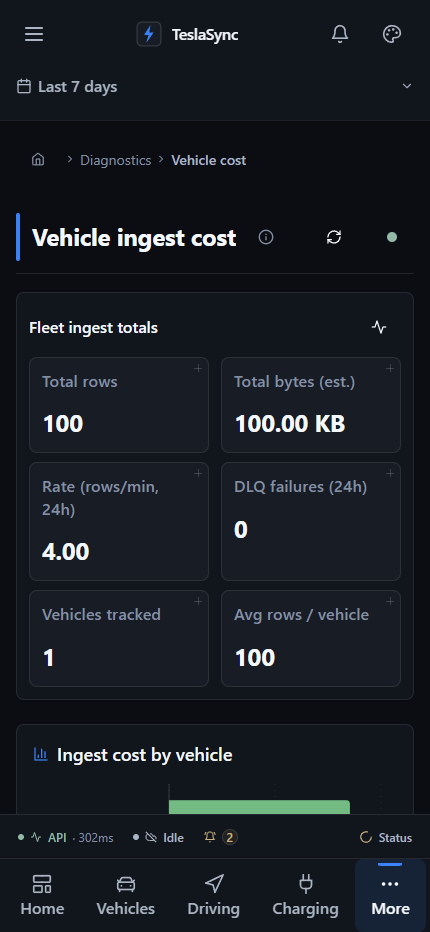 TeslaSync
Last 7 days
Diagnostics
Vehicle cost
Vehicle ingest cost
Fleet ingest totals
Total rows
100
Total bytes (est.)
100.00 KB
Rate (rows/min,
24h)
4.00
DLQ failures (24h)
0
Vehicles tracked
1
Avg rows / vehicle
100
Ingest cost by vehicle
API · 302ms
Idle
2
Status
Home
Vehicles
Driving
Charging
More